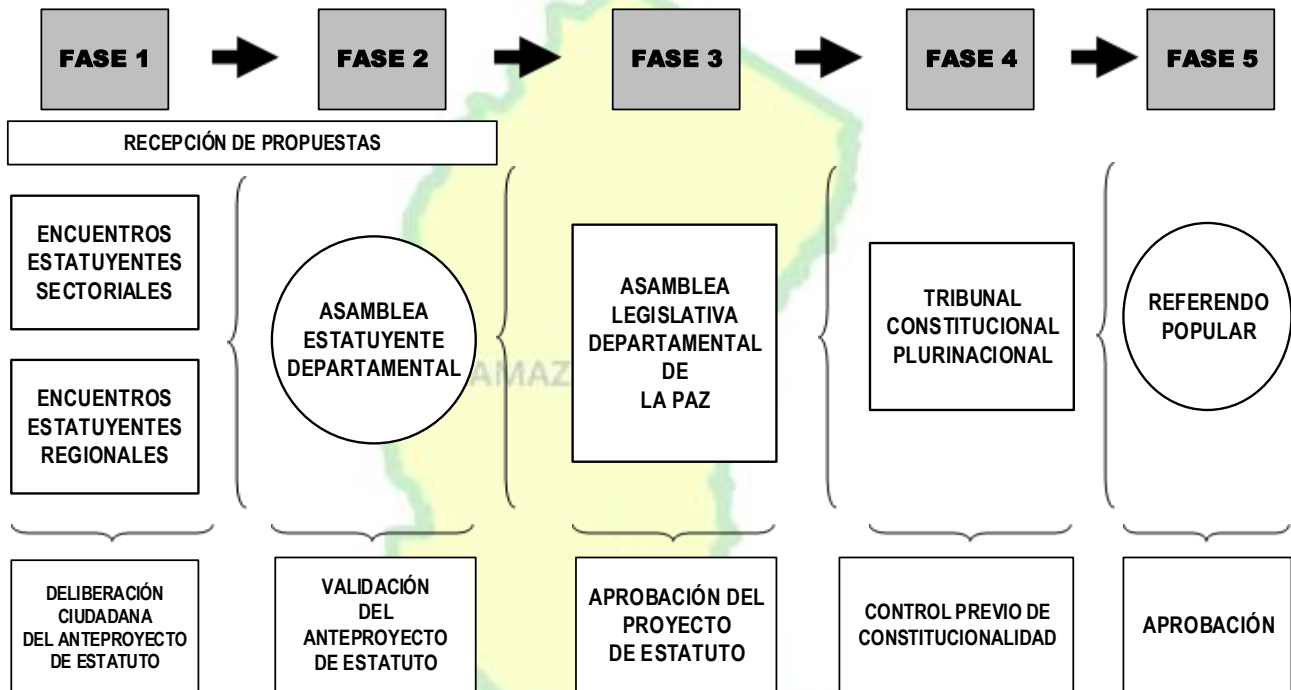 FASE 1
FASE 2
FASE 3
FASE 4
FASE 5
RECEPCIÓN DE PROPUESTAS
ENCUENTROS
ESTATUYENTES
SECTORIALES
ENCUENTROS
ESTATUYENTES
REGIONALES
ASAMBLEA
ESTATUYENTE
DEPARTAMENTAL
AMAZ
ASAMBLEA
LEGISLATIVA
DEPARTAMENTAL
DE
LA PAZ
TRIBUNAL
CONSTITUCIONAL
PLURINACIONAL
REFERENDO
POPULAR
DELIBERACIÓN
CIUDADANA
DEL ANTEPROYECTO
DE ESTATUTO
VALIDACIÓN
DEL
ANTEPROYECTO
DE ESTATUTO
APROBACIÓN DEL
PROYECTO
DE ESTATUTO
CONTROL PREVIO DE
CONSTITUCIONALIDAD
APROBACIÓN